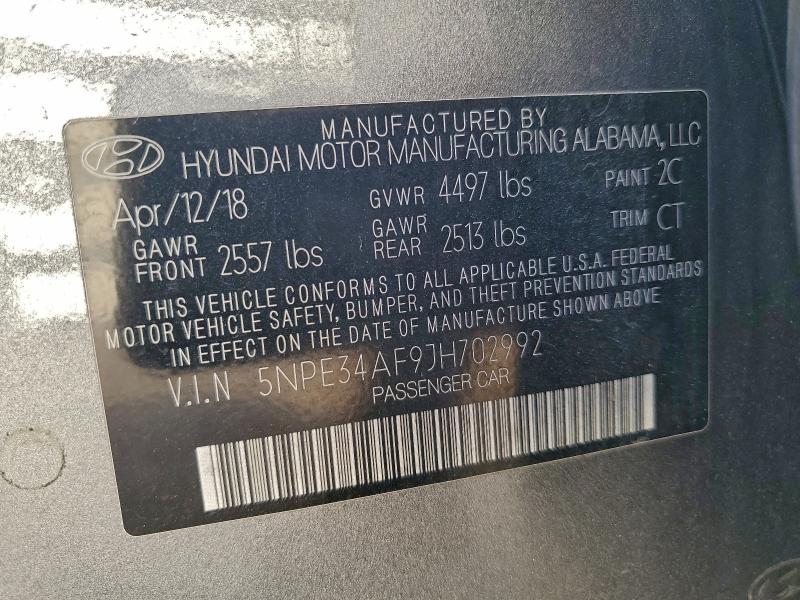 MANUFACTURED BY
HYUNDAI MOTOR MANUFACTURING ALABAMA, LLC
Apr/12/18 GVWR 4497 lbs PAINT 2C
GAWR FRONT 2557 lbs GAWR REAR 2513 lbs TRIM CT
THIS VEHICLE CONFORMS TO ALL APPLICABLE U.S.A. FEDERAL
MOTOR VEHICLE SAFETY, BUMPER, AND THEFT PREVENTION STANDARDS
IN EFFECT ON THE DATE OF MANUFACTURE SHOWN ABOVE
V.I.N 5NPE34AF9JH702992
PASSENGER CAR